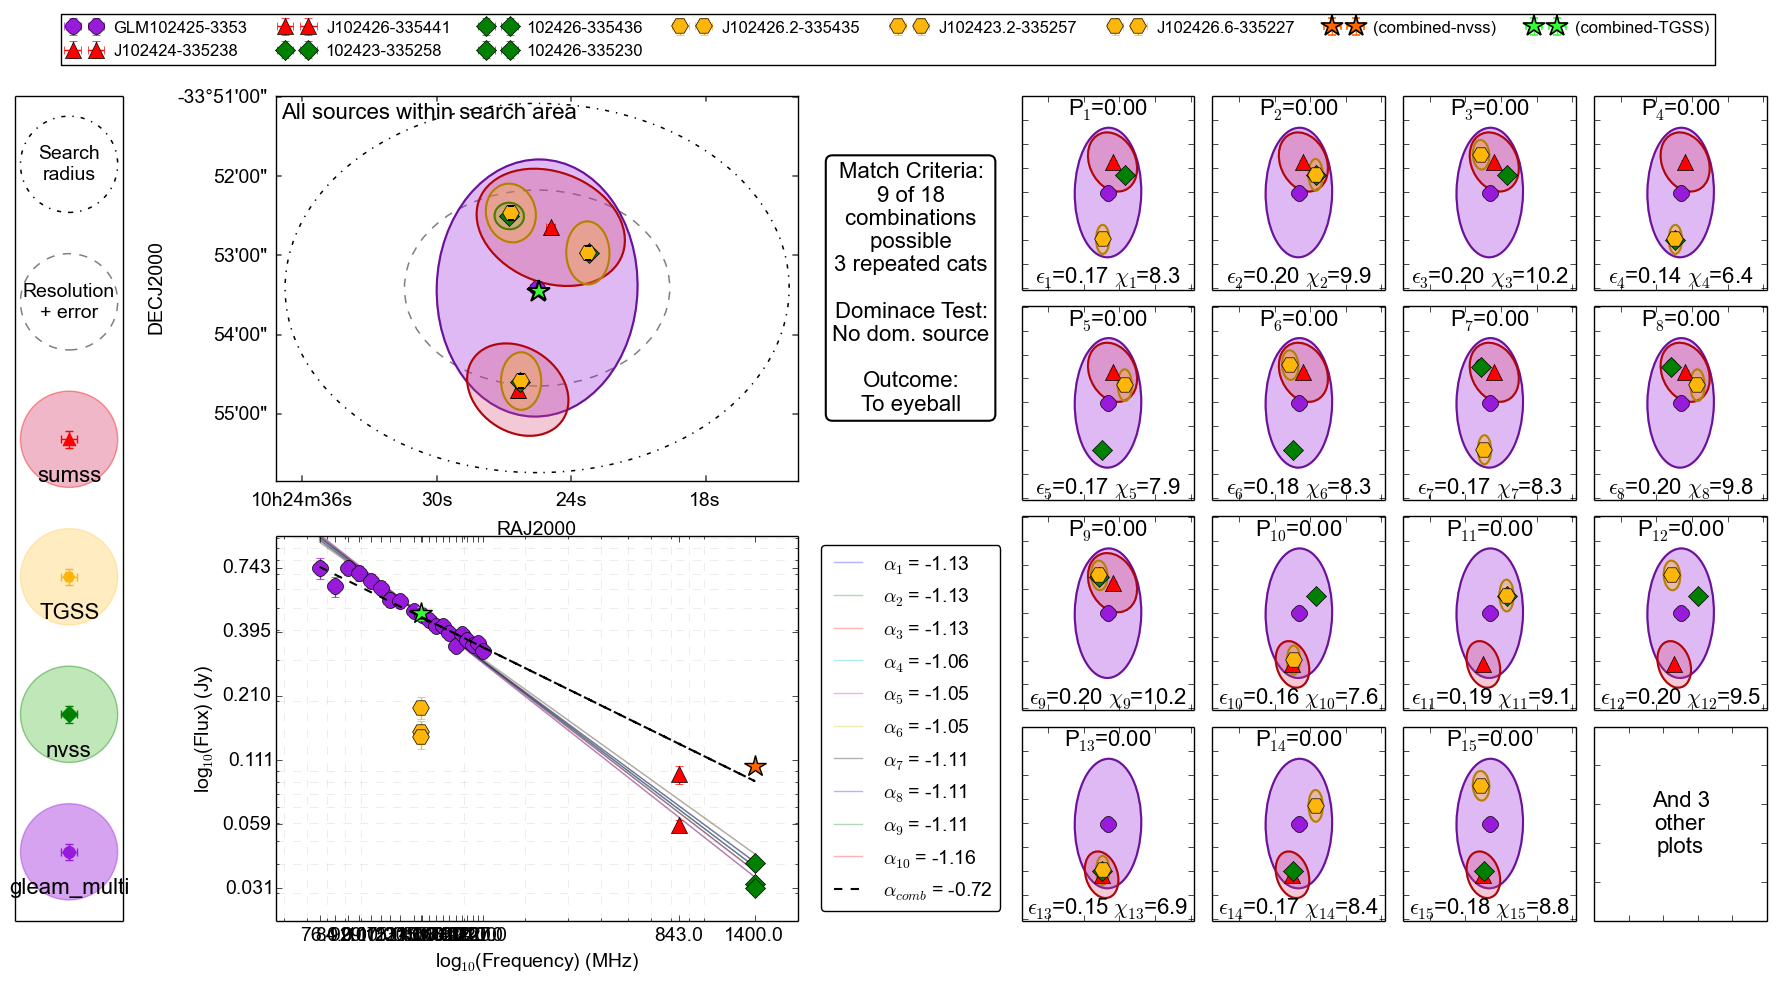 GLM102425-3353
J102426-335441
102426-335436
J102426.2-335435
J102423.2-335257
J102426.6-335227
(combined-nvss)
(combined-TGSS)
J102424-335238
102423-335258
102426-335230
Search
radius
Resolution
+ error
sumss
TGSS
nvss
gleam_multi
All sources within search area
-33°51'00"
52'00"
53'00"
54'00"
55'00"
DECJ2000
10h24m36s
30s
24s
18s
RAJ2000
Match Criteria:
9 of 18
combinations
possible
3 repeated cats
Dominace Test:
No dom. source
Outcome:
To eyeball
0.743
0.395
0.210
0.111
0.059
0.031
log10(Flux) (Jy)
843.0
1400.0
log10(Frequency) (MHz)
α1 = -1.13
α2 = -1.13
α3 = -1.13
α4 = -1.06
α5 = -1.05
α6 = -1.05
α7 = -1.11
α8 = -1.11
α9 = -1.11
α10 = -1.16
αcomb = -0.72
P1=0.00
ϵ1=0.17 χ1=8.3
P2=0.00
ϵ2=0.20 χ2=9.9
P3=0.00
ϵ3=0.20 χ3=10.2
P4=0.00
ϵ4=0.14 χ4=6.4
P5=0.00
ϵ5=0.17 χ5=7.9
P6=0.00
ϵ6=0.18 χ6=8.3
P7=0.00
ϵ7=0.17 χ7=8.3
P8=0.00
ϵ8=0.20 χ8=9.8
P9=0.00
ϵ9=0.20 χ9=10.2
P10=0.00
ϵ10=0.16 χ10=7.6
P11=0.00
ϵ11=0.19 χ11=9.1
P12=0.00
ϵ12=0.20 χ12=9.5
P13=0.00
ϵ13=0.15 χ13=6.9
P14=0.00
ϵ14=0.17 χ14=8.4
P15=0.00
ϵ15=0.18 χ15=8.8
And 3
other
plots